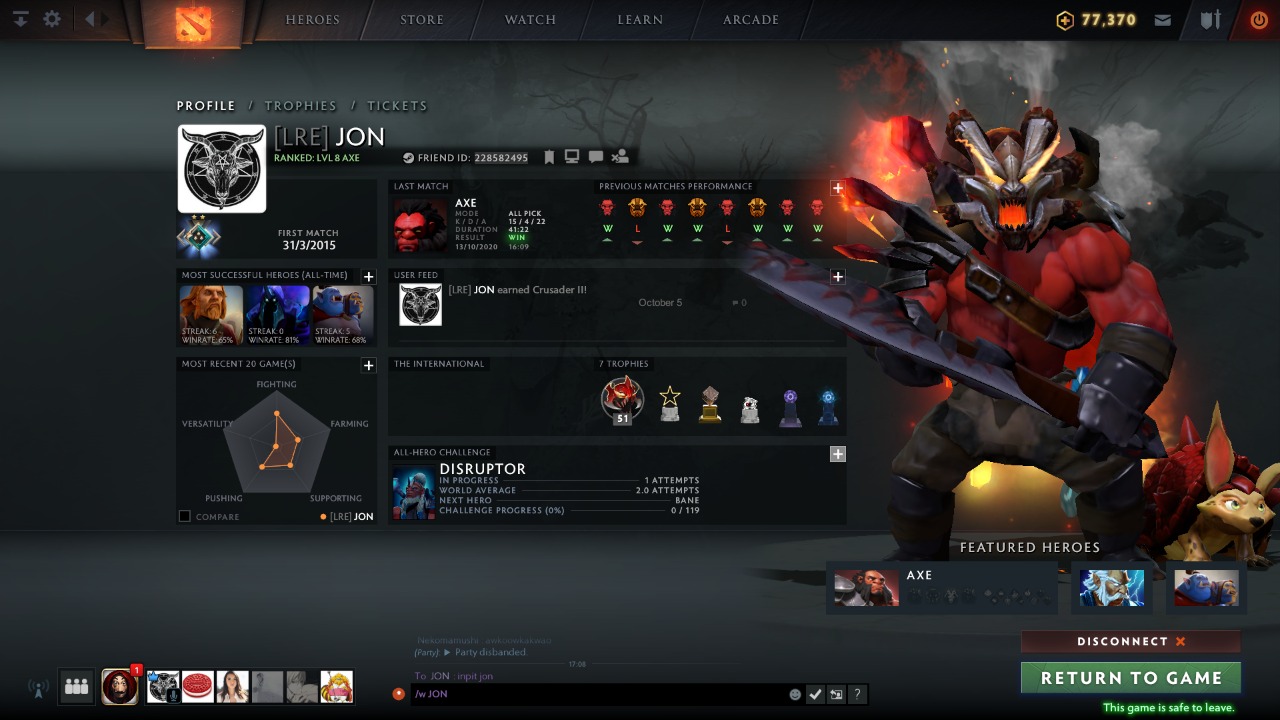 HEROES
STORE
WATCH
LEARN
ARCADE
77,370
PROFILE / TROPHIES / TICKETS
[LRE] JON
RANKED: LVL 8 AXE
FRIEND ID: 228582495
FIRST MATCH
31/3/2015
LAST MATCH
AXE
MODE ALL PICK
K / D / A 15 / 4 / 22
DURATION 41:22
RESULT WIN
13/10/2020 16:09
PREVIOUS MATCHES PERFORMANCE
W L W W L W W W
MOST SUCCESSFUL HEROES (ALL-TIME)
STREAK: 6 STREAK: 0 STREAK: 5
WINRATE: 65% WINRATE: 81% WINRATE: 68%
USER FEED
[LRE] JON earned Crusader II!
October 5
0
MOST RECENT 20 GAME(S)
FIGHTING
VERSATILITY
FARMING
PUSHING
SUPPORTING
COMPARE
[LRE] JON
THE INTERNATIONAL
7 TROPHIES
51
ALL-HERO CHALLENGE
DISRUPTOR
IN PROGRESS 1 ATTEMPTS
WORLD AVERAGE 2.0 ATTEMPTS
NEXT HERO BANE
CHALLENGE PROGRESS (0%) 0 / 119
FEATURED HEROES
AXE
DISCONNECT
RETURN TO GAME
This game is safe to leave.
1
Nekomamushi
(Party): Party disbanded.
17:08
To JON : inpit jon
/w JON
?